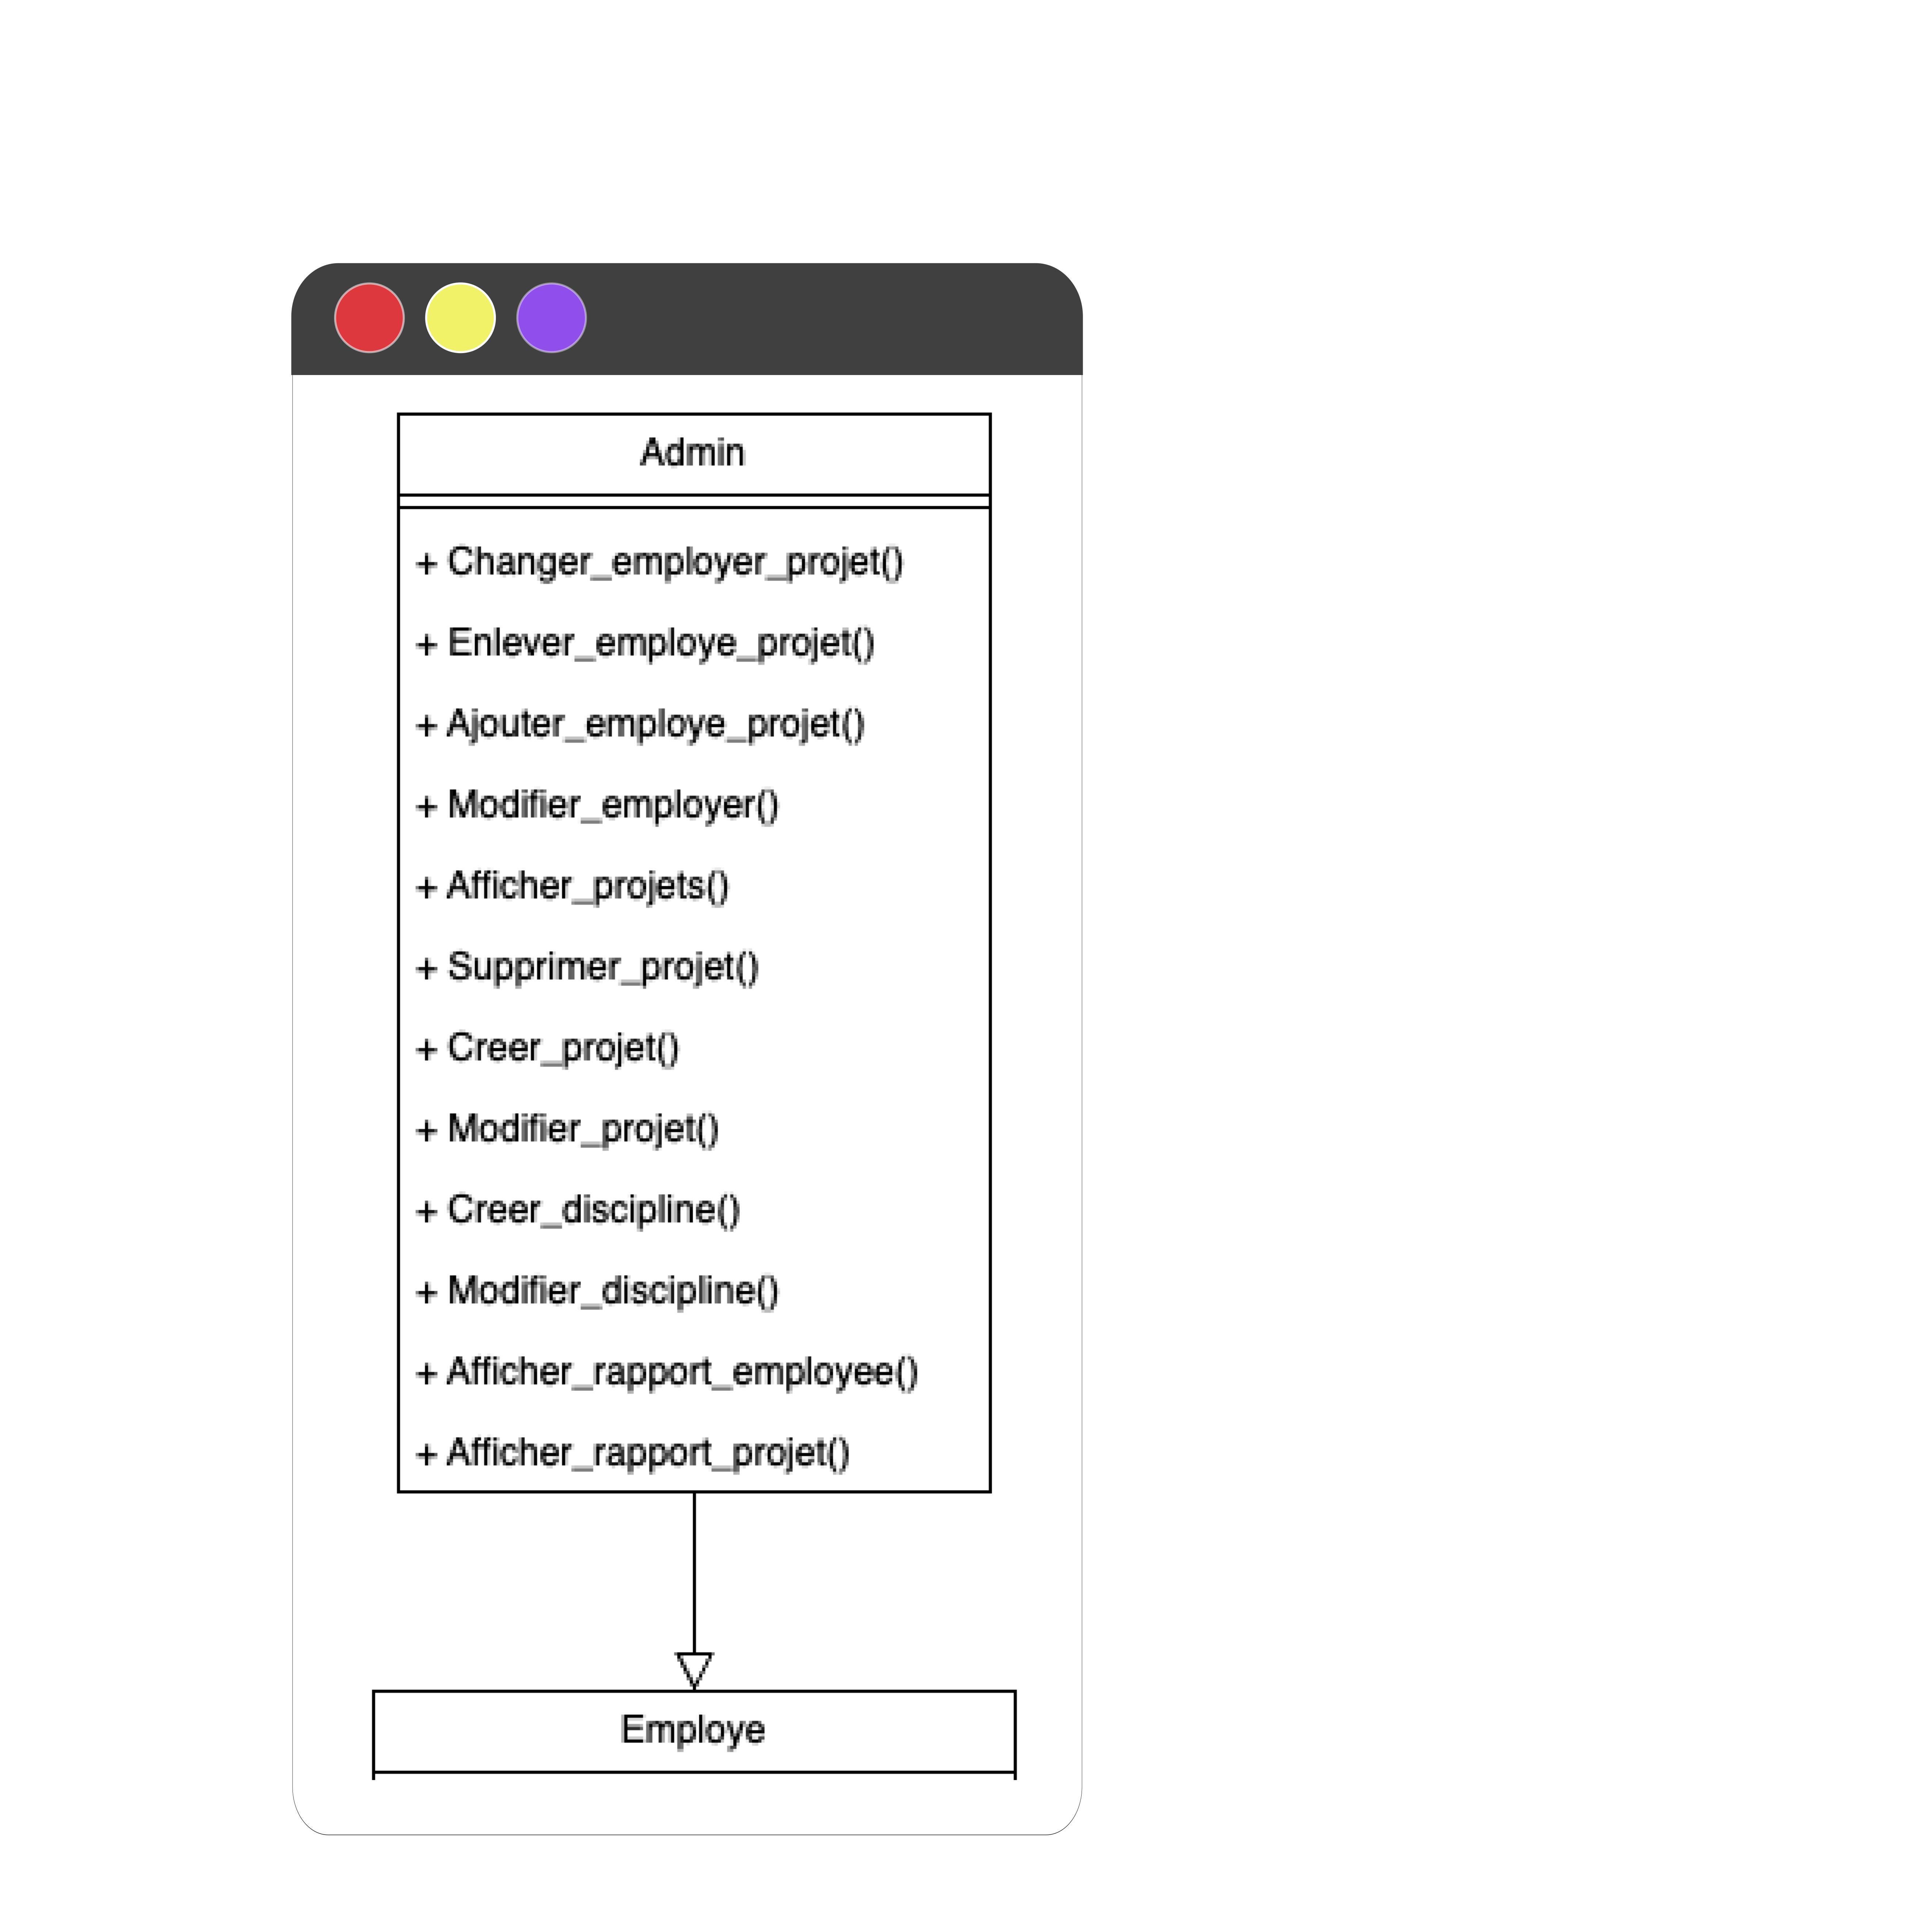 Admin
+ Changer_employer_projet()
+ Enlever_employe_projet()
+ Ajouter_employe_projet()
+ Modifier_employer()
+ Afficher_projets()
+ Supprimer_projet()
+ Creer_projet()
+ Modifier_projet()
+ Creer_discipline()
+ Modifier_discipline()
+ Afficher_rapport_employee()
+ Afficher_rapport_projet()
Employe